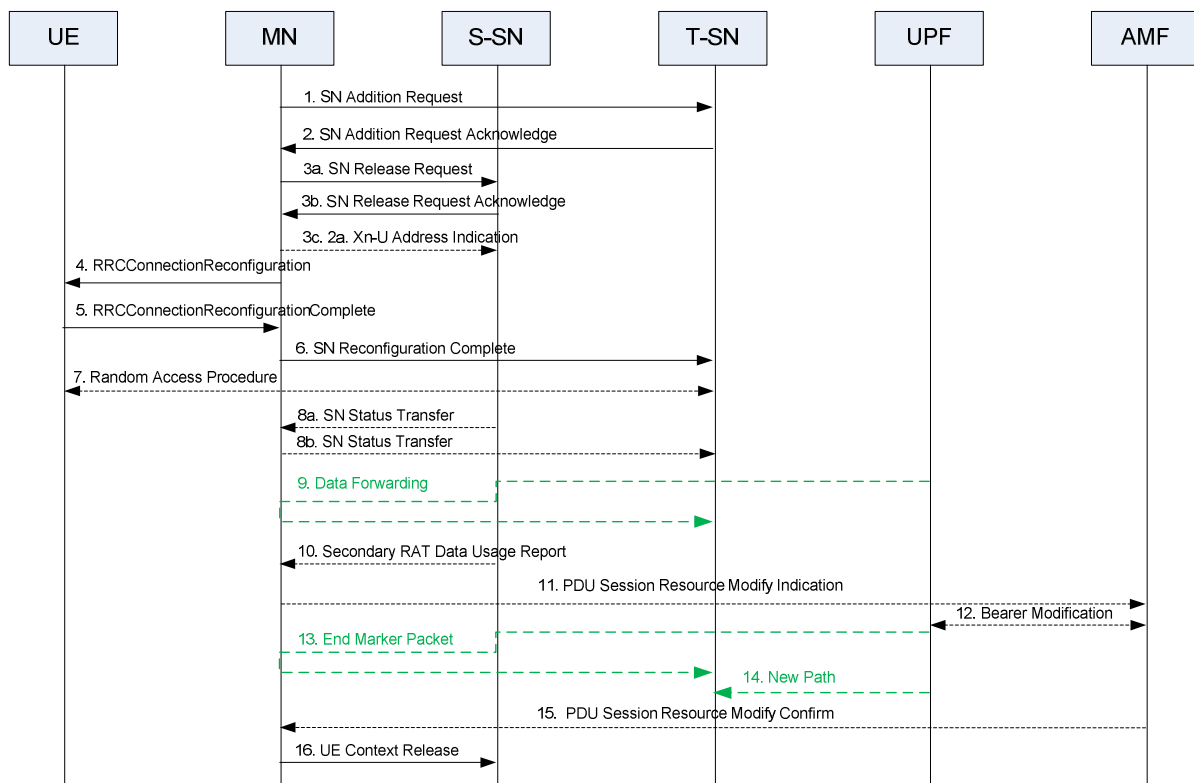 UE MN S-SN T-SN UPF AMF
1. SN Addition Request
2. SN Addition Request Acknowledge
3a. SN Release Request
3b. SN Release Request Acknowledge
3c. 2a. Xn-U Address Indication
4. RRCConnectionReconfiguration
5. RRCConnectionReconfigurationComplete
6. SN Reconfiguration Complete
7. Random Access Procedure
8a. SN Status Transfer
8b. SN Status Transfer
9. Data Forwarding
10. Secondary RAT Data Usage Report
11. PDU Session Resource Modify Indication
12. Bearer Modification
13. End Marker Packet
14. New Path
15. PDU Session Resource Modify Confirm
16. UE Context Release